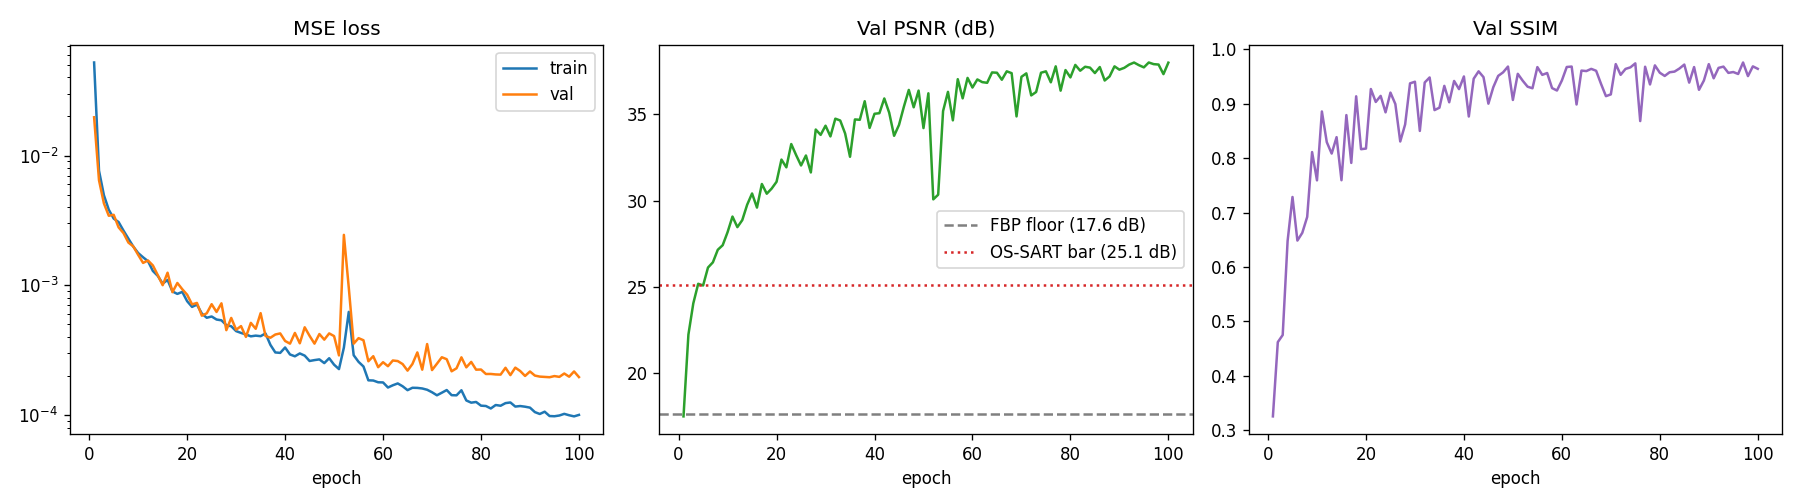 MSE loss
train
val
10⁻²
10⁻³
10⁻⁴
0 20 40 60 80 100
epoch
Val PSNR (dB)
35
30
25
20
FBP floor (17.6 dB)
OS-SART bar (25.1 dB)
0 20 40 60 80 100
epoch
Val SSIM
1.0
0.9
0.8
0.7
0.6
0.5
0.4
0.3
0 20 40 60 80 100
epoch